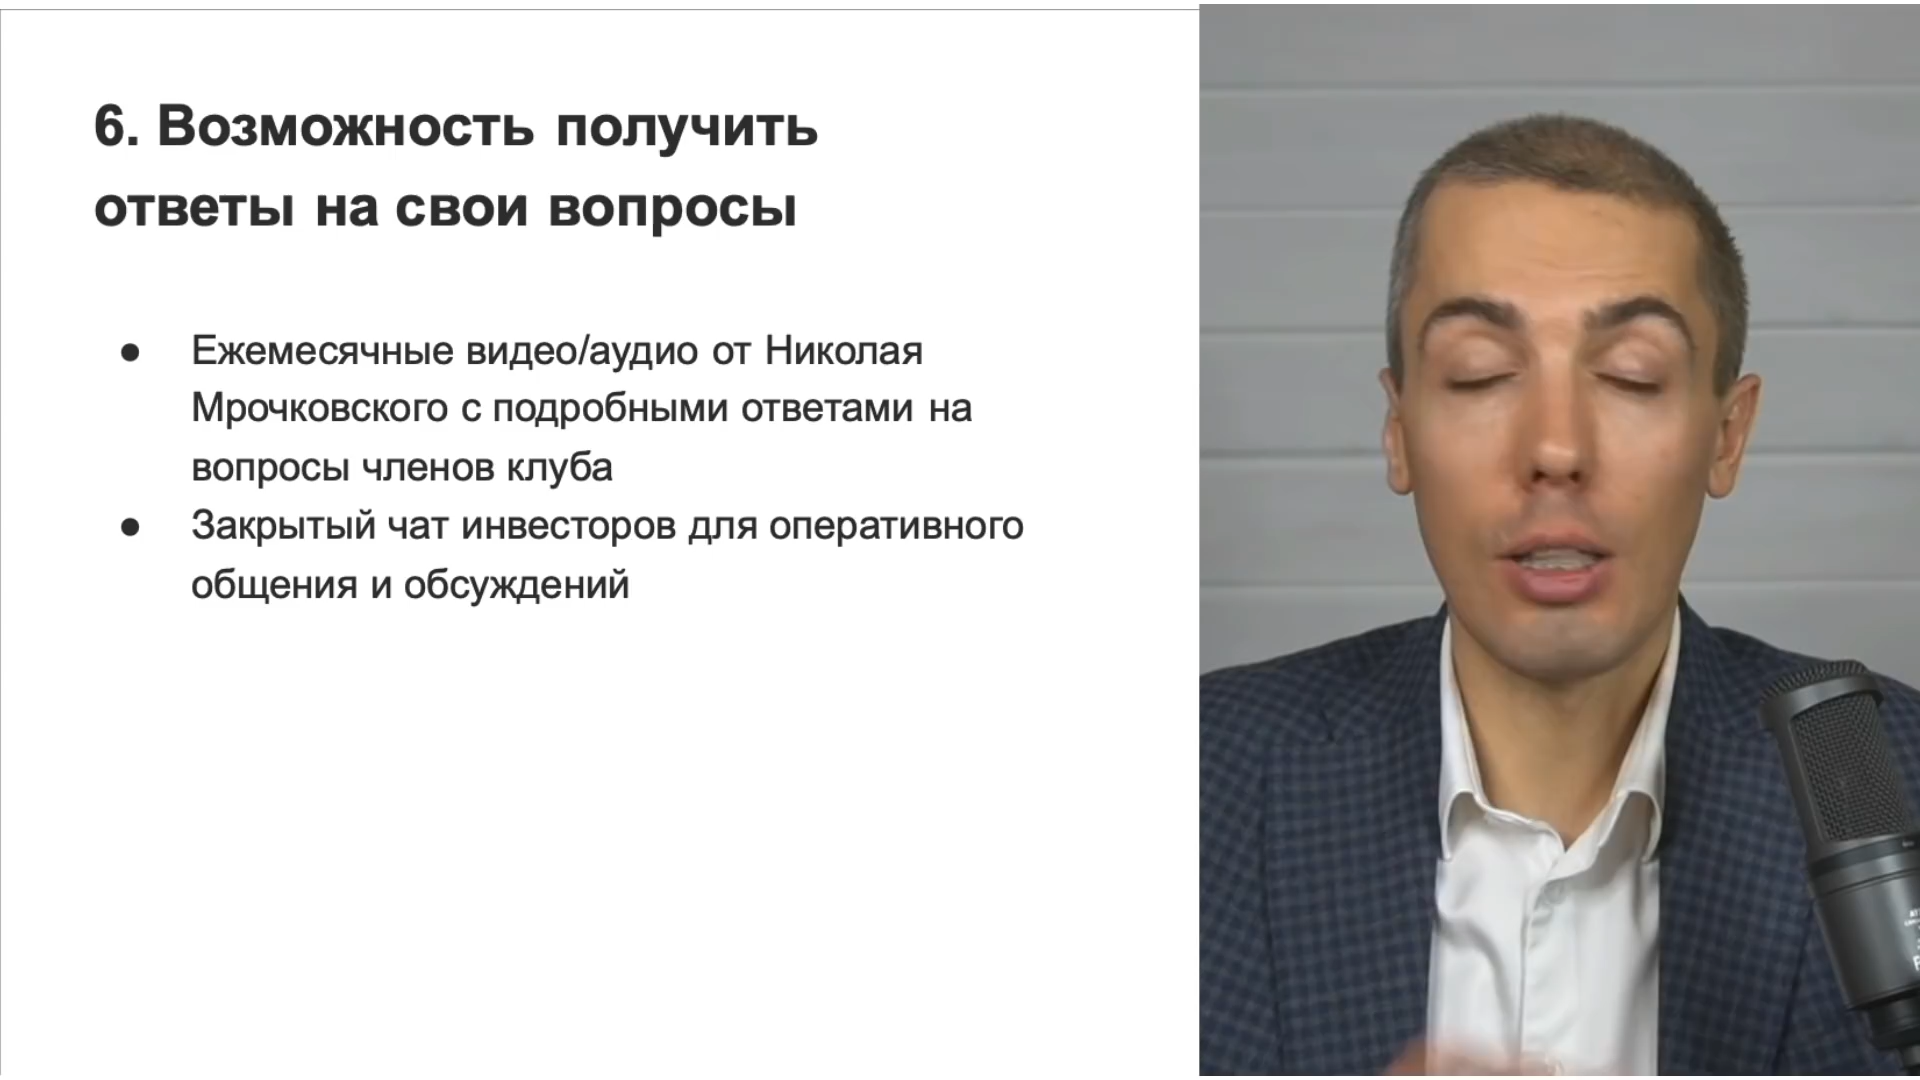 6. Возможность получить
ответы на свои вопросы
● Ежемесячные видео/аудио от Николая
Мрочковского с подробными ответами на
вопросы членов клуба
● Закрытый чат инвесторов для оперативного
общения и обсуждений